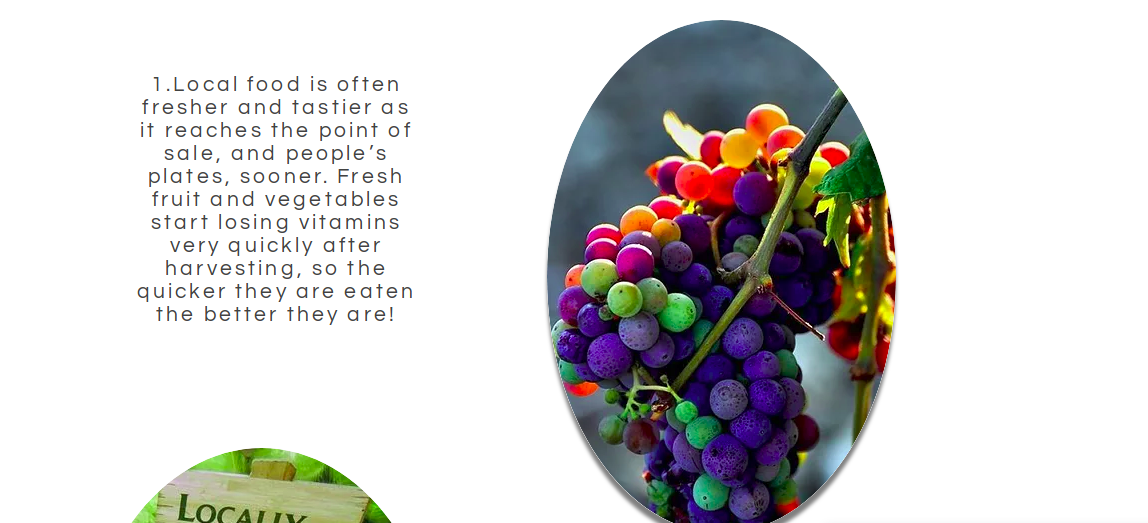 1.Local food is often
fresher and tastier as
it reaches the point of
sale, and people’s
plates, sooner. Fresh
fruit and vegetables
start losing vitamins
very quickly after
harvesting, so the
quicker they are eaten
the better they are!
LOCALLY